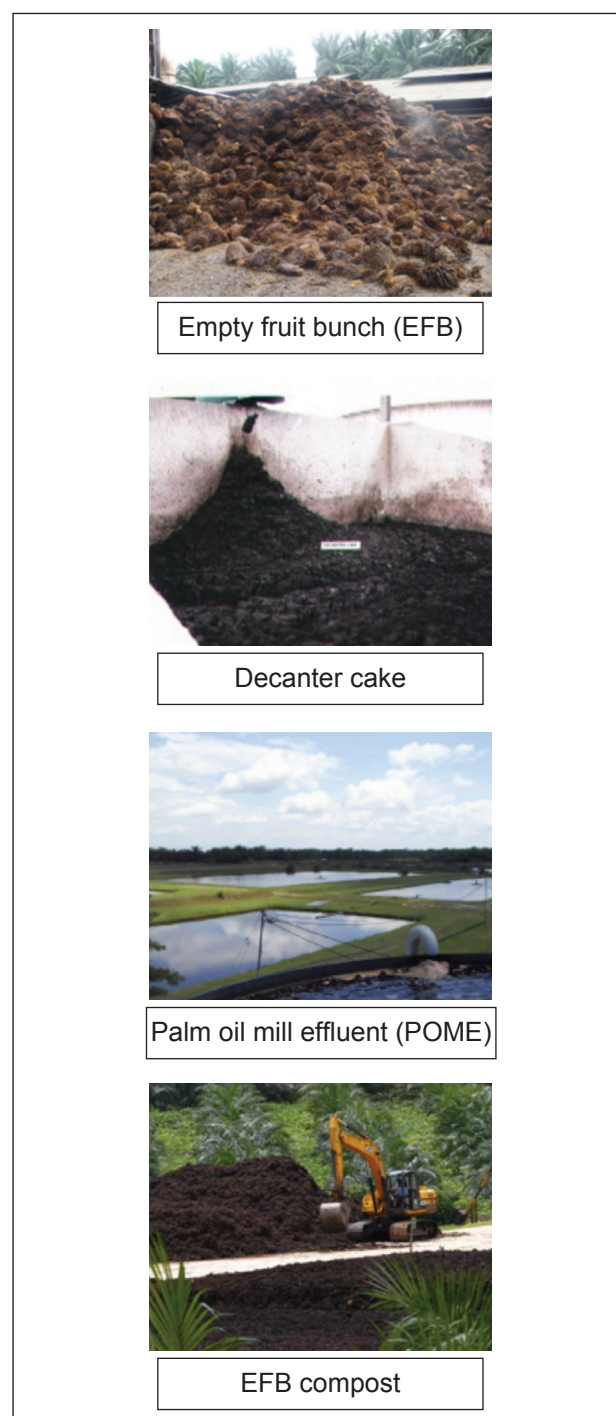 Empty fruit bunch (EFB)
Decanter cake
Palm oil mill effluent (POME)
EFB compost